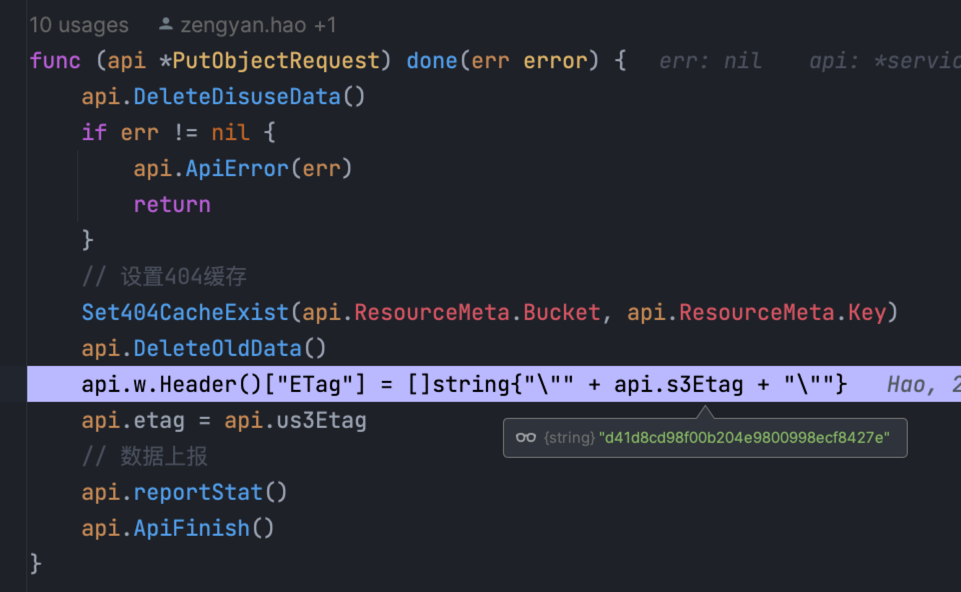 10 usages zengyan.hao +1
func (api *PutObjectRequest) done(err error) { err: nil api: *servic
api.DeleteDisuseData()
if err != nil {
api.ApiError(err)
return
}
// 设置404缓存
Set404CacheExist(api.ResourceMeta.Bucket, api.ResourceMeta.Key)
api.DeleteOldData()
api.w.Header()["ETag"] = []string{"\"" + api.s3Etag + "\""} Hao, 2
api.etag = api.us3Etag
{string} "d41d8cd98f00b204e9800998ecf8427e"
// 数据上报
api.reportStat()
api.ApiFinish()
}